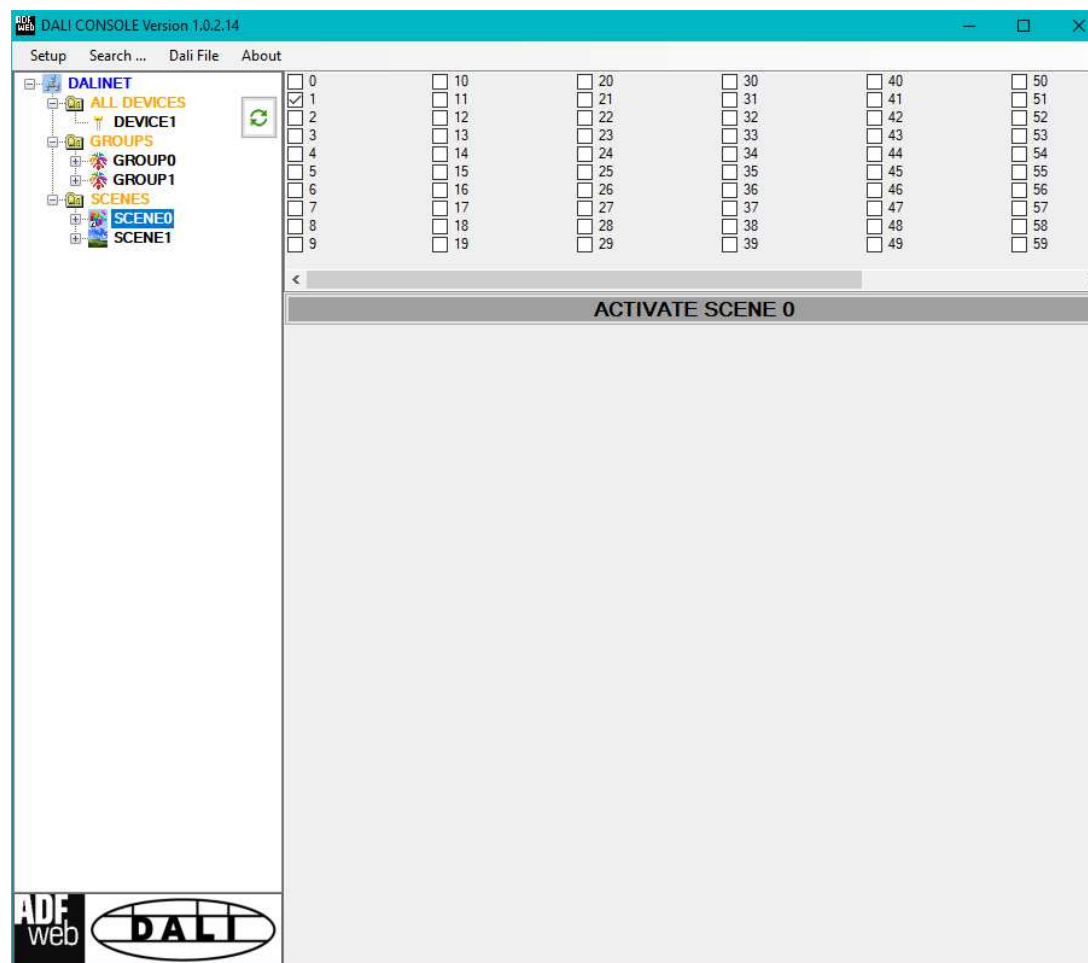 DALI CONSOLE Version 1.0.2.14
Setup Search ... Dali File About
DALINET
ALL DEVICES
DEVICE1
GROUPS
GROUP0
GROUP1
SCENES
SCENE0
SCENE1
0 10 20 30 40 50
1 11 21 31 41 51
2 12 22 32 42 52
3 13 23 33 43 53
4 14 24 34 44 54
5 15 25 35 45 55
6 16 26 36 46 56
7 17 27 37 47 57
8 18 28 38 48 58
9 19 29 39 49 59
ACTIVATE SCENE 0
ADF
web
DALI